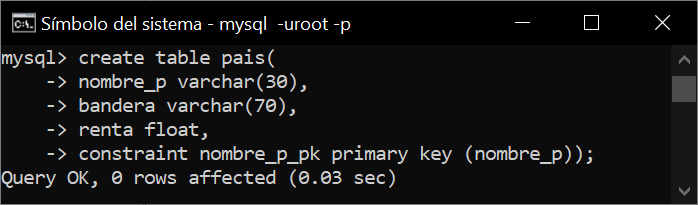 Símbolo del sistema - mysql  -uroot -p
mysql> create table pais(
    -> nombre_p varchar(30),
    -> bandera varchar(70),
    -> renta float,
    -> constraint nombre_p_pk primary key (nombre_p));
Query OK, 0 rows affected (0.03 sec)